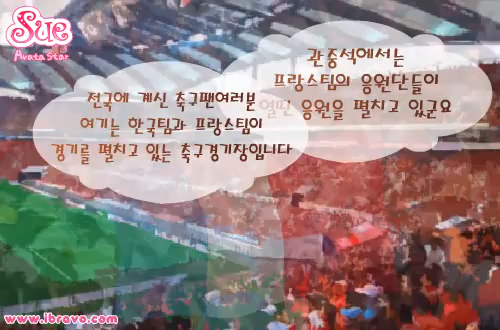 Sue
Avata Star
전국에 계신 축구팬여러분
여기는 한국팀과 프랑스팀이
경기를 펼치고 있는 축구경기장입니다
관중석에서는
프랑스팀의 응원단들이
열띤 응원을 펼치고 있군요
www.1bravo.com